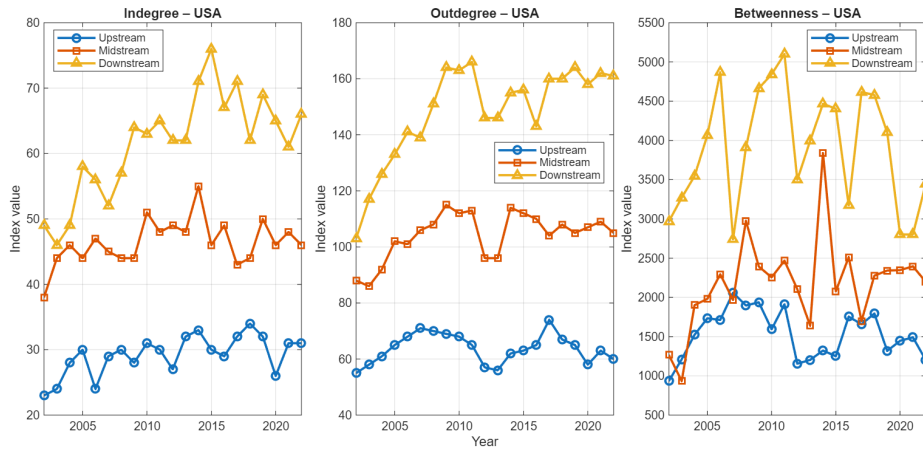 Indegree – USA
Index value
80
70
60
50
40
30
20
2005
2010
2015
2020
Upstream
Midstream
Downstream
Outdegree – USA
Index value
180
160
140
120
100
80
60
40
2005
2010
2015
2020
Year
Upstream
Midstream
Downstream
Betweenness – USA
Index value
5500
5000
4500
4000
3500
3000
2500
2000
1500
1000
500
2005
2010
2015
2020
Upstream
Midstream
Downstream